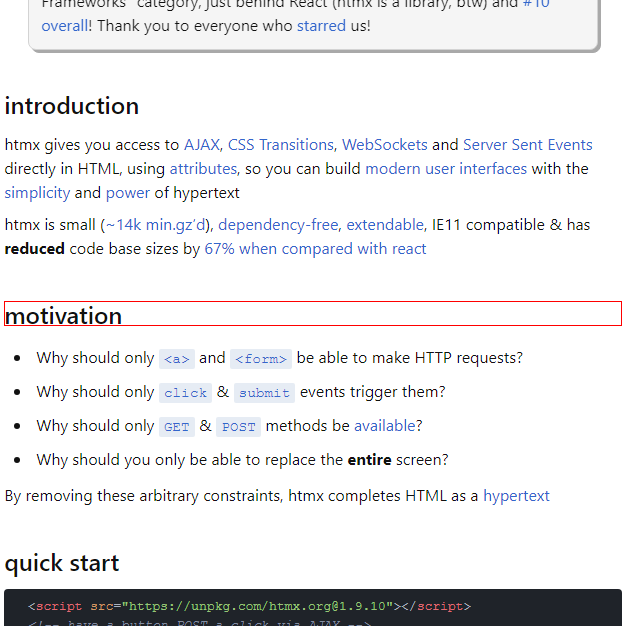 Frameworks" category, just behind React (htmx is a library, btw) and #10
overall! Thank you to everyone who starred us!
introduction
htmx gives you access to AJAX, CSS Transitions, WebSockets and Server Sent Events
directly in HTML, using attributes, so you can build modern user interfaces with the
simplicity and power of hypertext
htmx is small (~14k min.gz’d), dependency-free, extendable, IE11 compatible & has
reduced code base sizes by 67% when compared with react
motivation
• Why should only <a> and <form> be able to make HTTP requests?
• Why should only click & submit events trigger them?
• Why should only GET & POST methods be available?
• Why should you only be able to replace the entire screen?
By removing these arbitrary constraints, htmx completes HTML as a hypertext
quick start
<script src="https://unpkg.com/htmx.org@1.9.10"></script>
<!-- have a button POST a click via AJAX -->